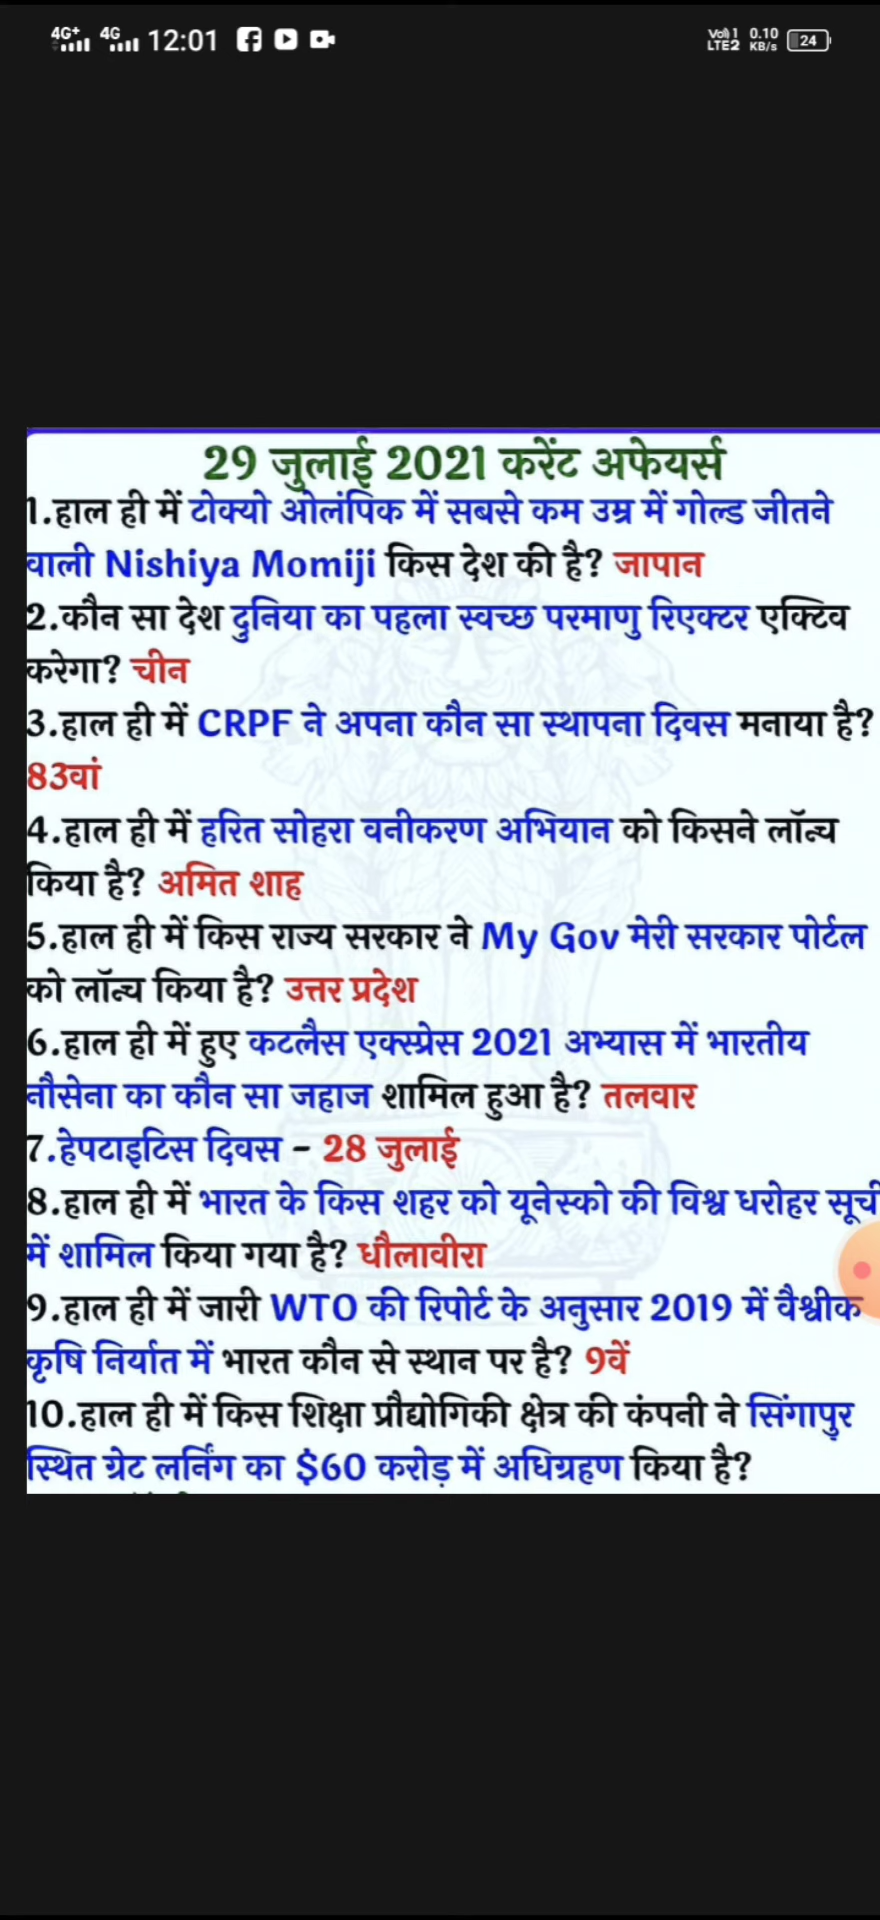 4G+ 4G 12:01 Vo) 1 LTE2 0.10 KB/s 24
29 जुलाई 2021 करेंट अफेयर्स
1.हाल ही में टोक्यो ओलंपिक में सबसे कम उम्र में गोल्ड जीतने
वाली Nishiya Momiji किस देश की है? जापान
2.कौन सा देश दुनिया का पहला स्वच्छ परमाणु रिएक्टर एक्टिव
करेगा? चीन
3.हाल ही में CRPF ने अपना कौन सा स्थापना दिवस मनाया है?
83वां
4.हाल ही में हरित सोहरा वनीकरण अभियान को किसने लॉन्च
किया है? अमित शाह
5.हाल ही में किस राज्य सरकार ने My Gov मेरी सरकार पोर्टल
को लॉन्च किया है? उत्तर प्रदेश
6.हाल ही में हुए कटलैस एक्स्प्रेस 2021 अभ्यास में भारतीय
नौसेना का कौन सा जहाज शामिल हुआ है? तलवार
7.हेपटाइटिस दिवस - 28 जुलाई
8.हाल ही में भारत के किस शहर को यूनेस्को की विश्व धरोहर सूची
में शामिल किया गया है? धौलावीरा
9.हाल ही में जारी WTO की रिपोर्ट के अनुसार 2019 में वैश्वीक
कृषि निर्यात में भारत कौन से स्थान पर है? 9वें
10.हाल ही में किस शिक्षा प्रौद्योगिकी क्षेत्र की कंपनी ने सिंगापुर
स्थित ग्रेट लर्निंग का $60 करोड़ में अधिग्रहण किया है?